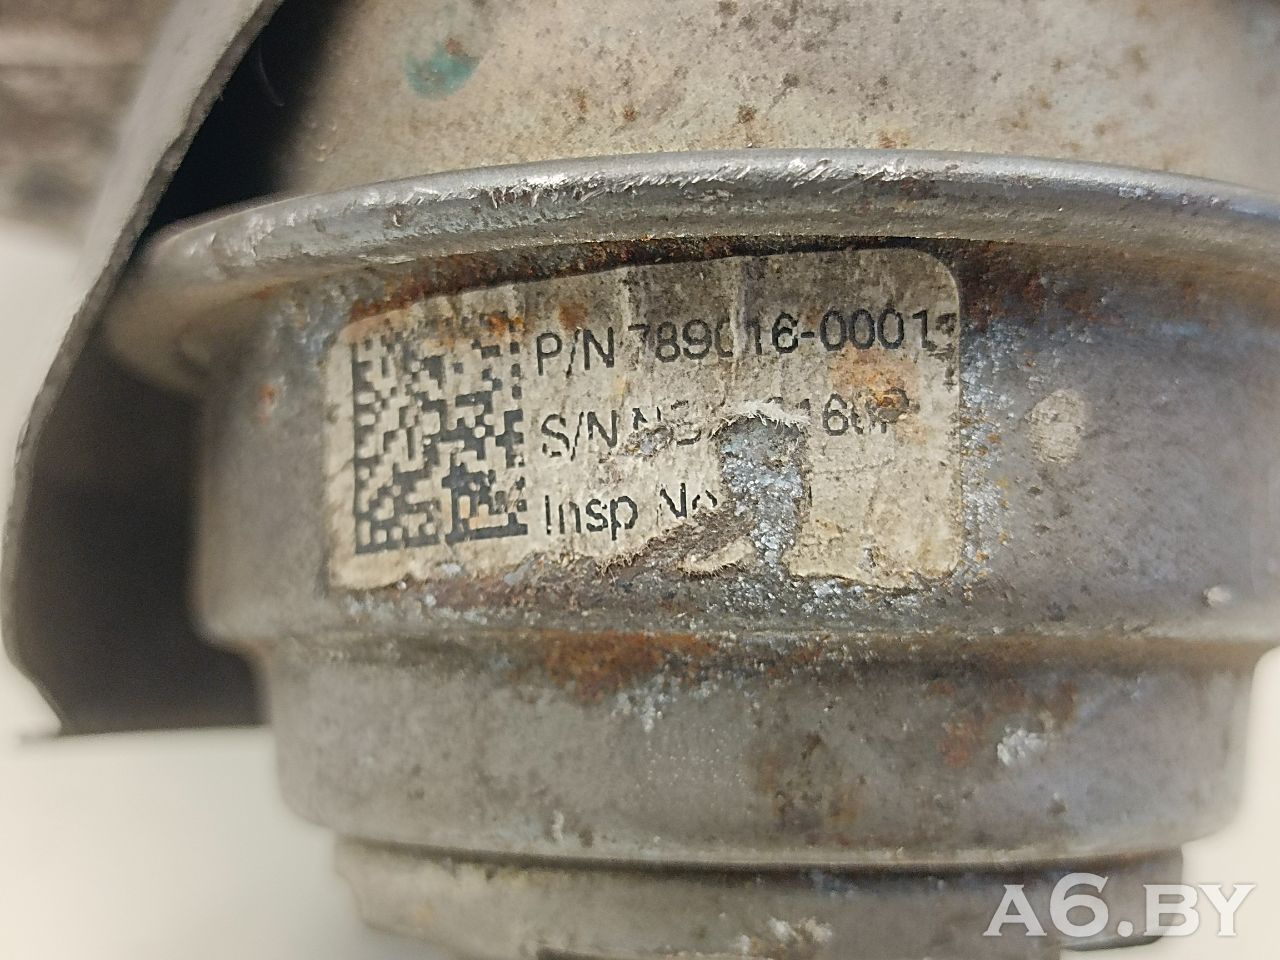 P/N 789016-0001
S/N
Insp No
A6.BY